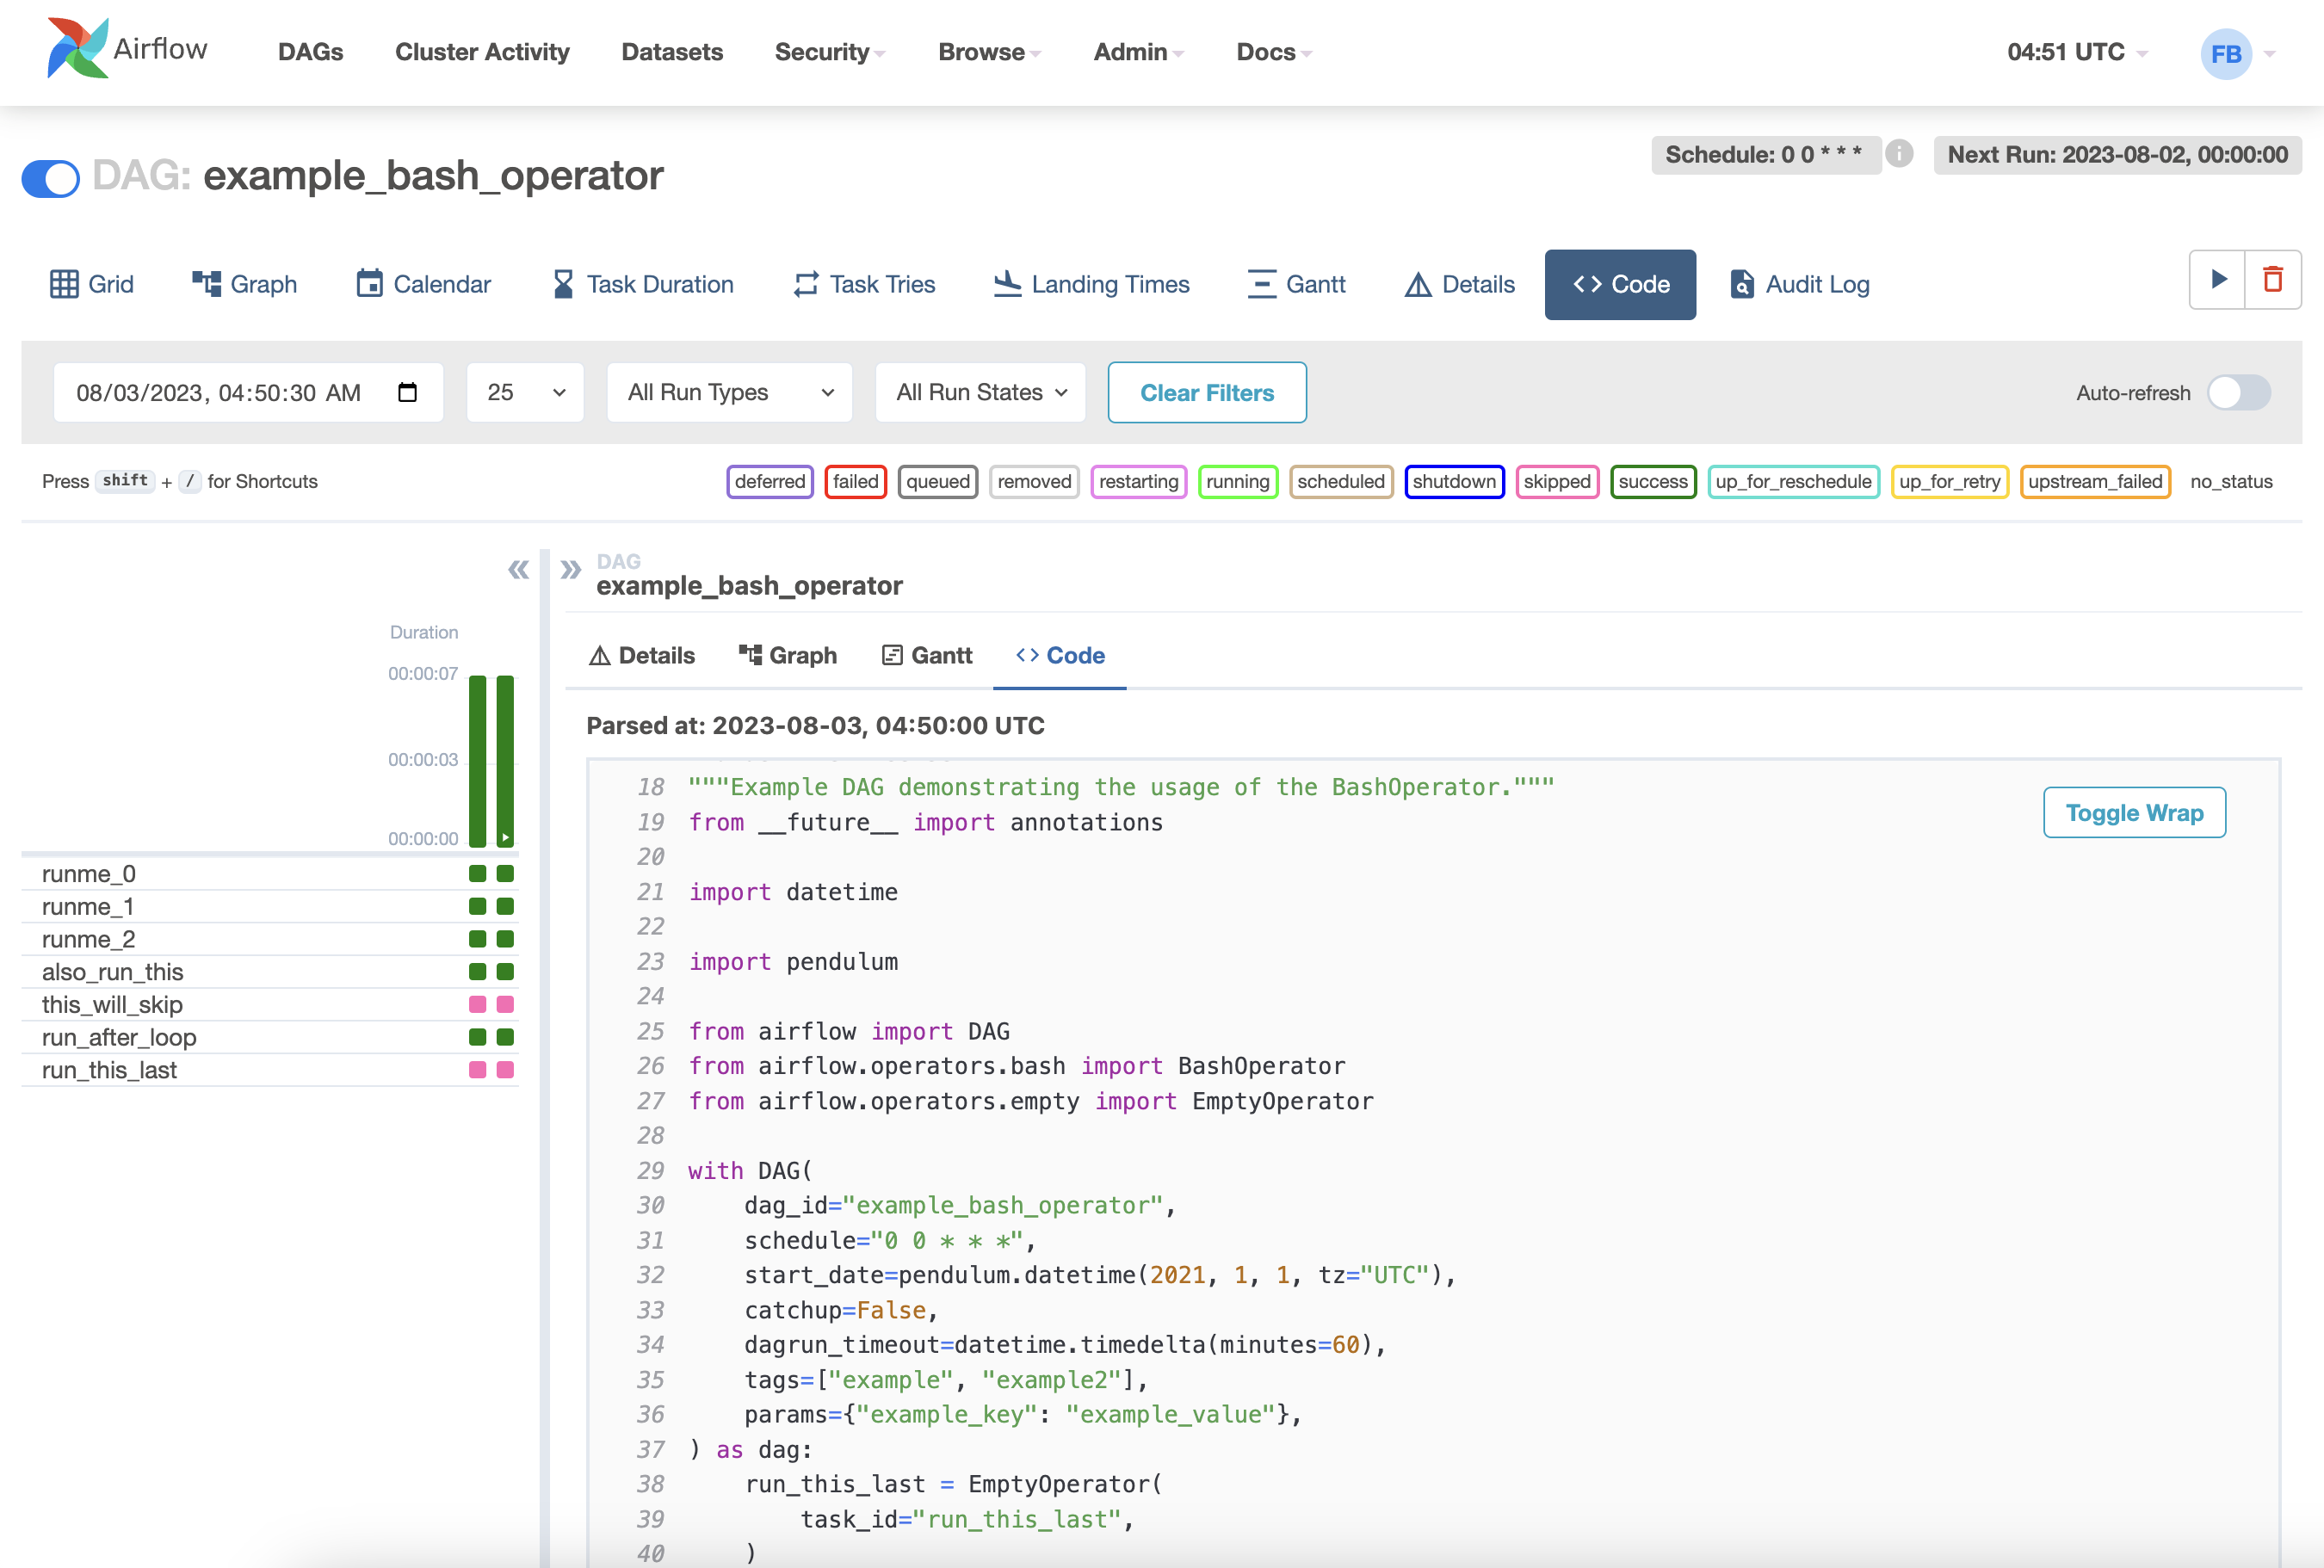 Airflow DAGs Cluster Activity Datasets Security Browse Admin Docs 04:51 UTC FB
DAG: example_bash_operator Schedule: 0 0 * * * i Next Run: 2023-08-02, 00:00:00
Grid Graph Calendar Task Duration Task Tries Landing Times Gantt Details Code Audit Log
08/03/2023, 04:50:30 AM 25 All Run Types All Run States Clear Filters Auto-refresh
Press shift + / for Shortcuts deferred failed queued removed restarting running scheduled shutdown skipped success up_for_reschedule up_for_retry upstream_failed no_status
Duration
00:00:07
00:00:03
00:00:00
runme_0
runme_1
runme_2
also_run_this
this_will_skip
run_after_loop
run_this_last
DAG
example_bash_operator
Details Graph Gantt Code
Parsed at: 2023-08-03, 04:50:00 UTC
Toggle Wrap
18 """Example DAG demonstrating the usage of the BashOperator."""
19 from __future__ import annotations
20
21 import datetime
22
23 import pendulum
24
25 from airflow import DAG
26 from airflow.operators.bash import BashOperator
27 from airflow.operators.empty import EmptyOperator
28
29 with DAG(
30     dag_id="example_bash_operator",
31     schedule="0 0 * * *",
32     start_date=pendulum.datetime(2021, 1, 1, tz="UTC"),
33     catchup=False,
34     dagrun_timeout=datetime.timedelta(minutes=60),
35     tags=["example", "example2"],
36     params={"example_key": "example_value"},
37 ) as dag:
38     run_this_last = EmptyOperator(
39         task_id="run_this_last",
40     )